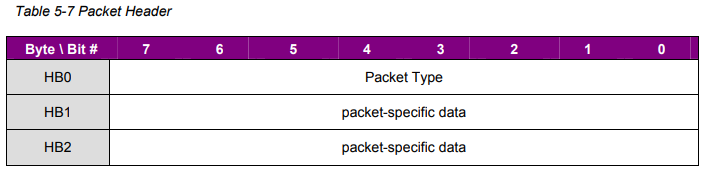 Table 5-7 Packet Header
Byte \ Bit # 7 6 5 4 3 2 1 0
HB0 Packet Type
HB1 packet-specific data
HB2 packet-specific data